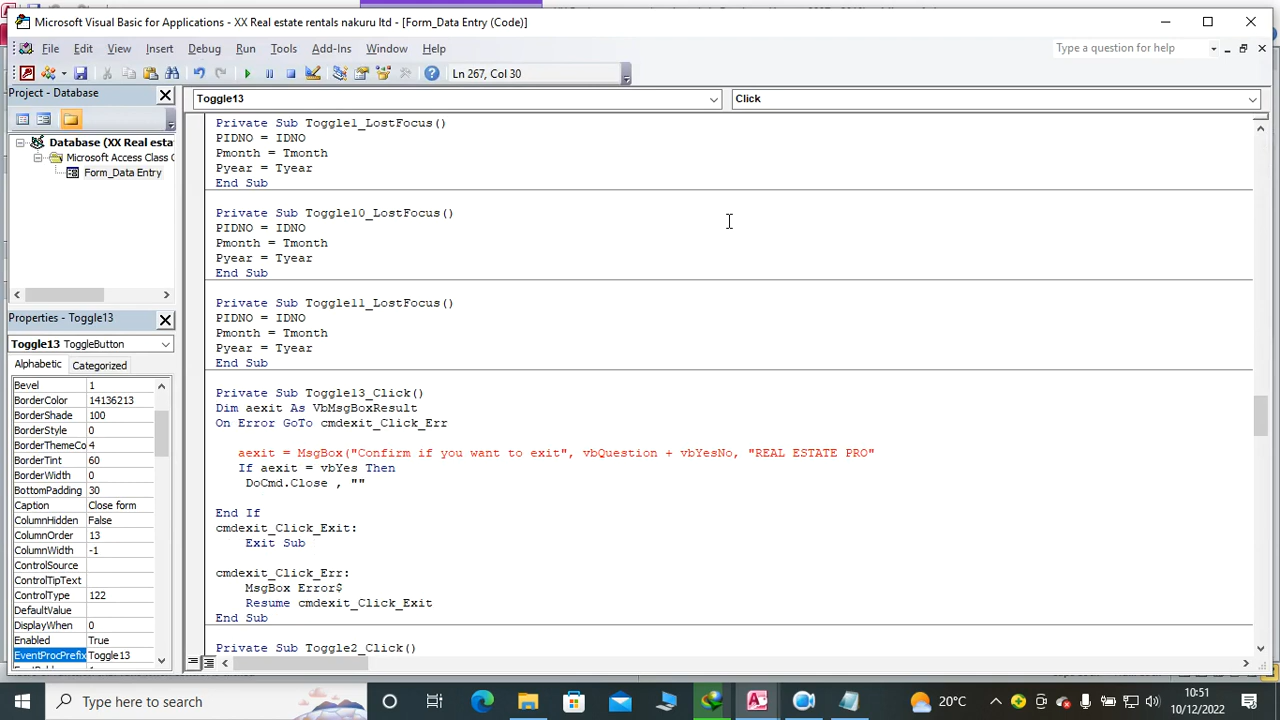 Microsoft Visual Basic for Applications - XX Real estate rentals nakuru ltd - [Form_Data Entry (Code)]
File Edit View Insert Format Debug Run Tools Add-Ins Window Help
Type a question for help
Ln 267, Col 30
Project - Database
Toggle13
Click
Database (XX Real esta
Microsoft Access Class C
Form_Data Entry
Private Sub Toggle1_LostFocus()
PIDNO = IDNO
Pmonth = Tmonth
Pyear = Tyear
End Sub
Private Sub Toggle10_LostFocus()
PIDNO = IDNO
Pmonth = Tmonth
Pyear = Tyear
End Sub
Private Sub Toggle11_LostFocus()
PIDNO = IDNO
Pmonth = Tmonth
Pyear = Tyear
End Sub
Private Sub Toggle13_Click()
Dim aexit As VbMsgBoxResult
On Error GoTo cmdexit_Click_Err
aexit = MsgBox("Confirm if you want to exit", vbQuestion + vbYesNo, "REAL ESTATE PRO"
If aexit = vbYes Then
DoCmd.Close , ""
End If
cmdexit_Click_Exit:
Exit Sub
cmdexit_Click_Err:
MsgBox Error$
Resume cmdexit_Click_Exit
End Sub
Private Sub Toggle2_Click()
Properties - Toggle13
Toggle13 ToggleButton
Alphabetic Categorized
Bevel 1
BorderColor 14136213
BorderShade 100
BorderStyle 0
BorderThemeCo 4
BorderTint 60
BorderWidth 0
BottomPadding 30
Caption Close form
ColumnHidden False
ColumnOrder 13
ColumnWidth -1
ControlSource
ControlTipText
ControlType 122
DefaultValue
DisplayWhen 0
Enabled True
EventProcPrefix Toggle13
Type here to search
20°C
10:51
10/12/2022